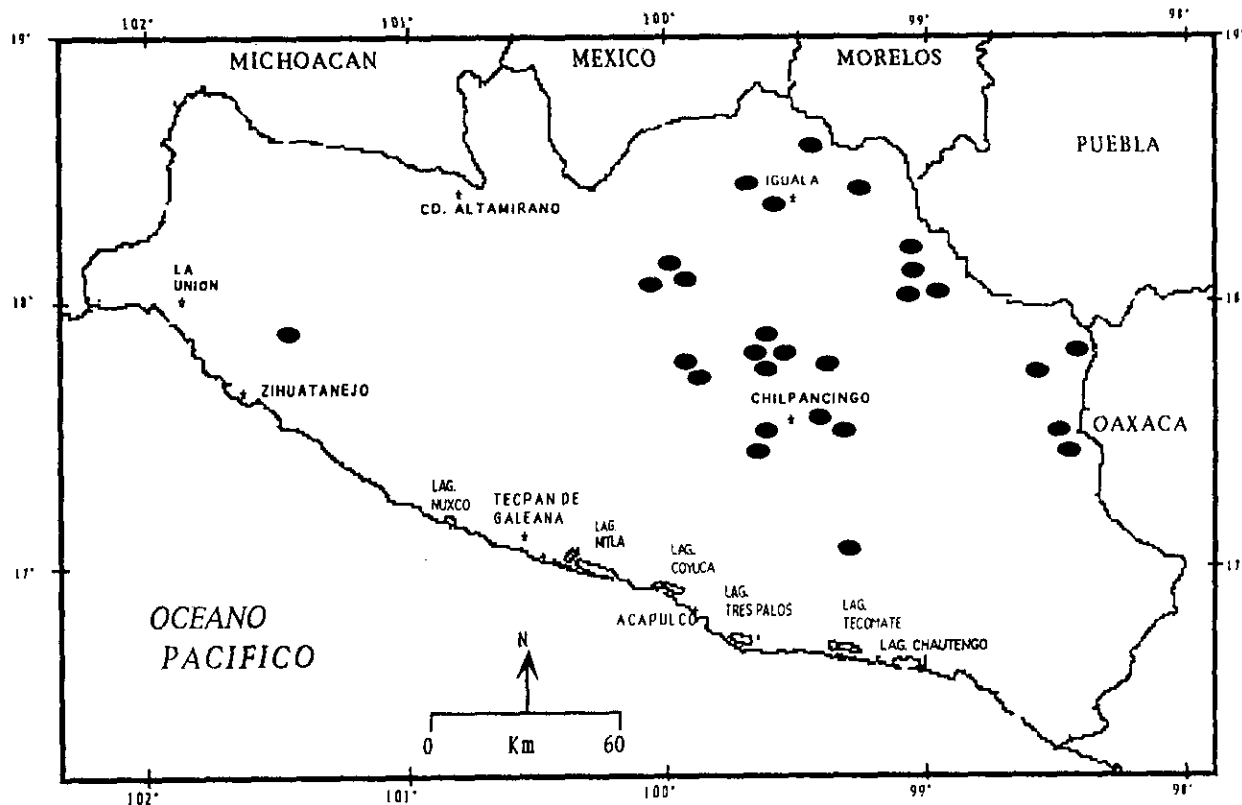 102°
101°
100°
99°
98°
19°
19°
MICHOACAN
MEXICO
MORELOS
PUEBLA
IGUALA
CD. ALTAMIRANO
LA
UNION
18°
18°
ZIHUATANEJO
CHILPANCINGO
OAXACA
LAG.
NUXCO
TECPAN DE
GALEANA
LAG.
MITLA
LAG.
COYUCA
17°
17°
OCEANO
PACIFICO
ACAPULCO
LAG.
TRES PALOS
LAG.
TECOMATE
LAG. CHAUTENGO
N
0 Km 60
102°
101°
100°
99°
98°